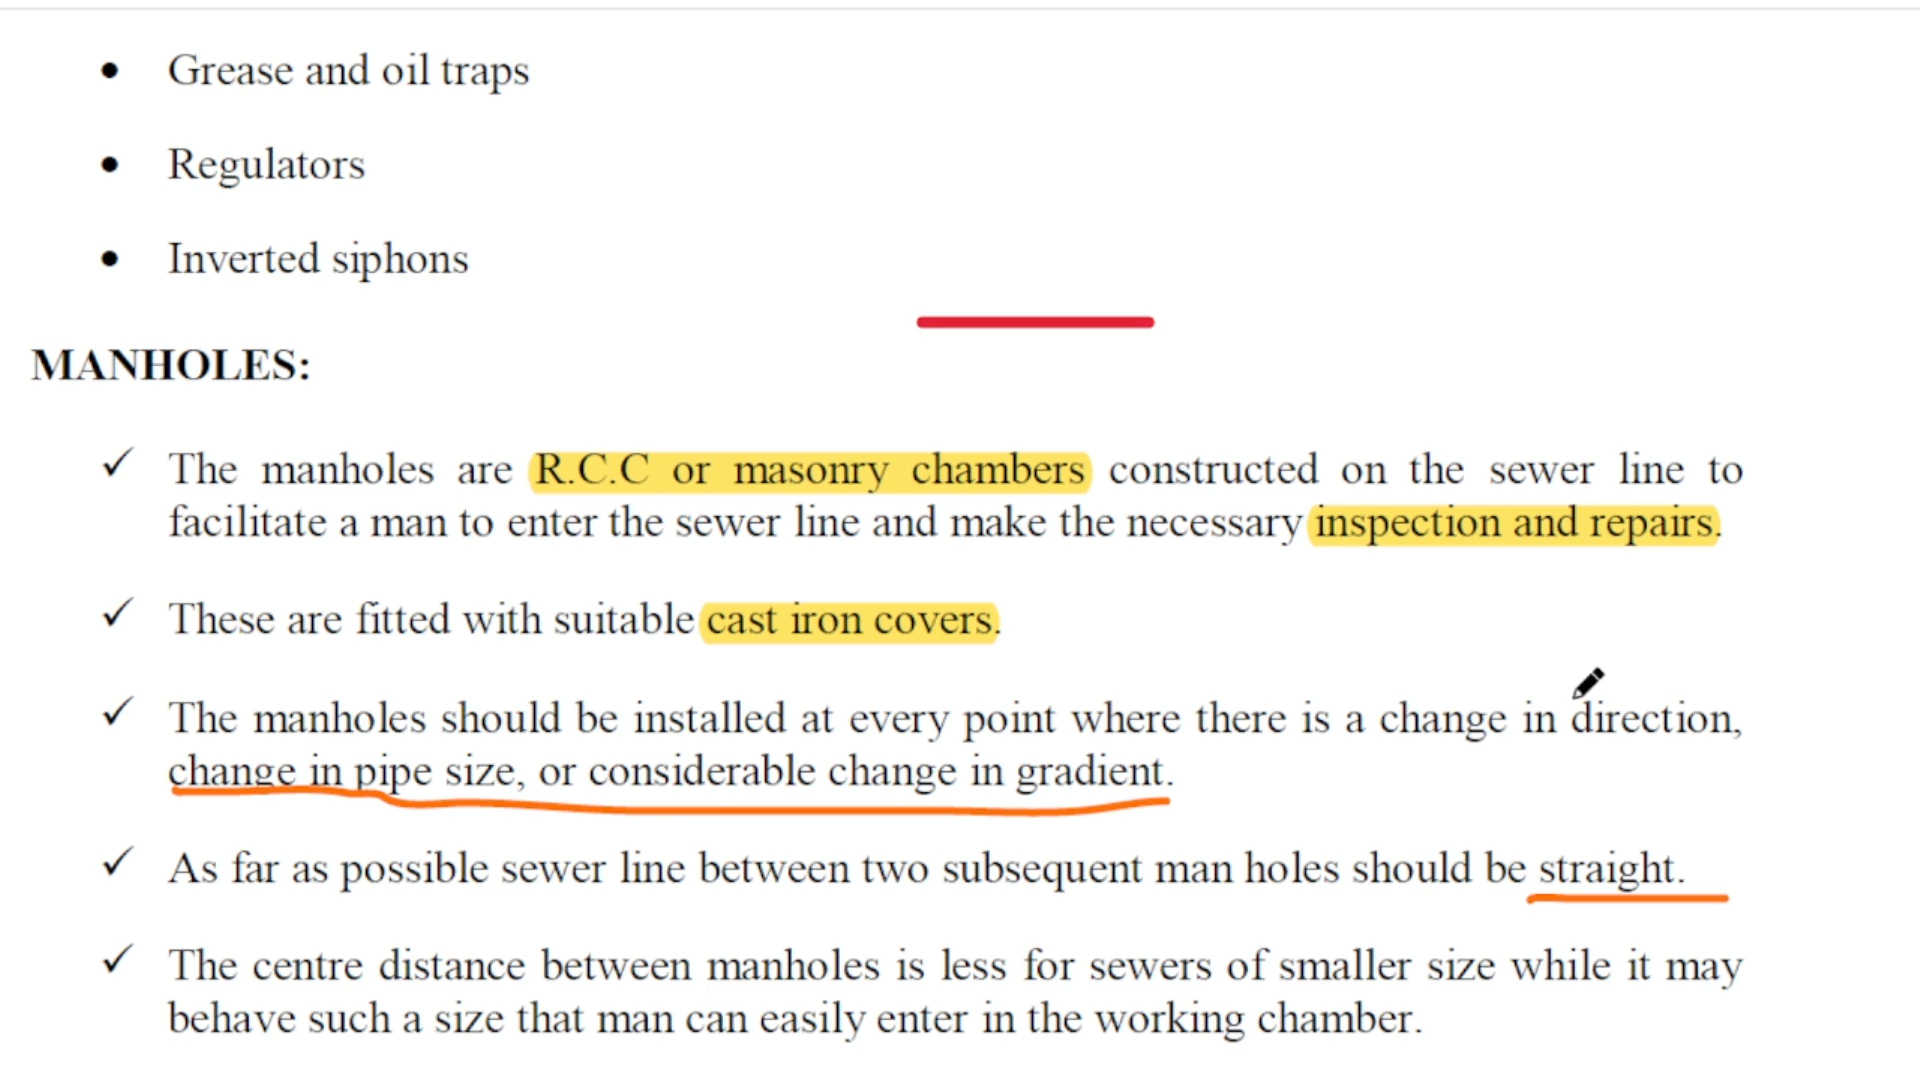 • Grease and oil traps
• Regulators
• Inverted siphons
MANHOLES:
✓ The manholes are R.C.C or masonry chambers constructed on the sewer line to
facilitate a man to enter the sewer line and make the necessary inspection and repairs.
✓ These are fitted with suitable cast iron covers.
✓ The manholes should be installed at every point where there is a change in direction,
change in pipe size, or considerable change in gradient.
✓ As far as possible sewer line between two subsequent man holes should be straight.
✓ The centre distance between manholes is less for sewers of smaller size while it may
behave such a size that man can easily enter in the working chamber.